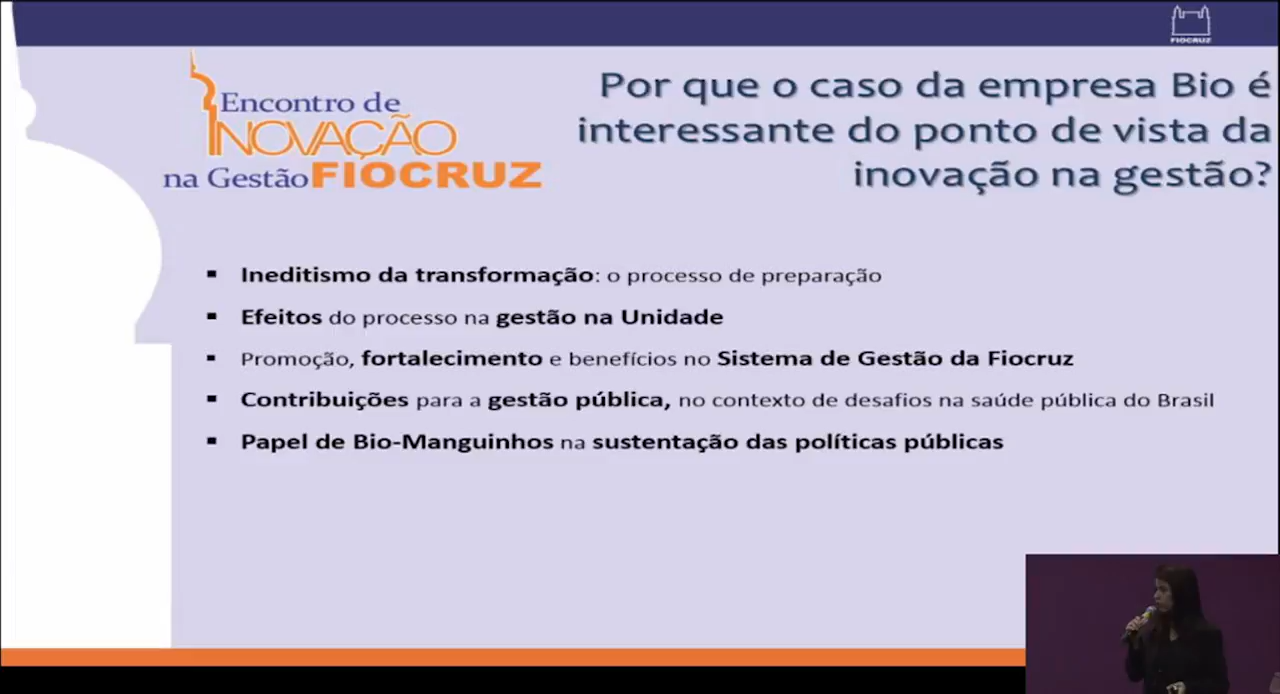 FIOCRUZ
Encontro de
INOVAÇÃO
na Gestão FIOCRUZ
Por que o caso da empresa Bio é
interessante do ponto de vista da
inovação na gestão?
▪ Ineditismo da transformação: o processo de preparação
▪ Efeitos do processo na gestão na Unidade
▪ Promoção, fortalecimento e benefícios no Sistema de Gestão da Fiocruz
▪ Contribuições para a gestão pública, no contexto de desafios na saúde pública do Brasil
▪ Papel de Bio-Manguinhos na sustentação das políticas públicas